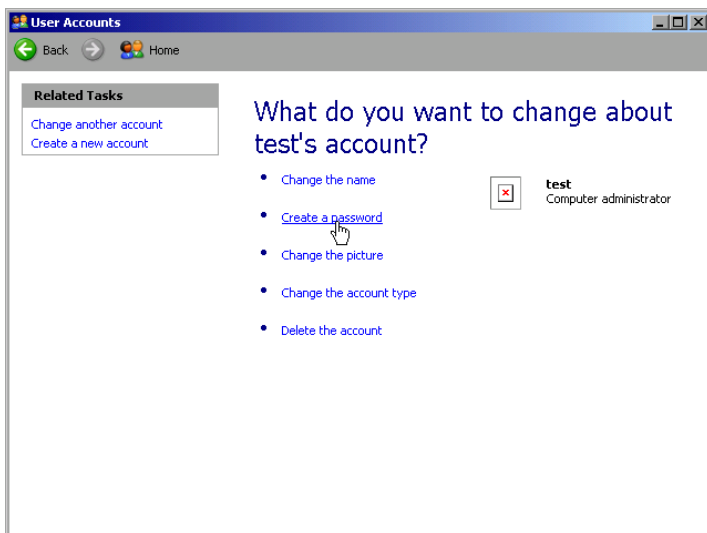 User Accounts
Back Home
Related Tasks
Change another account
Create a new account
What do you want to change about
test's account?
Change the name
Create a password
Change the picture
Change the account type
Delete the account
test
Computer administrator